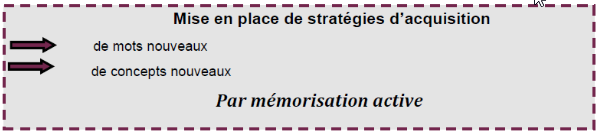 Mise en place de stratégies d'acquisition
de mots nouveaux
de concepts nouveaux
Par mémorisation active